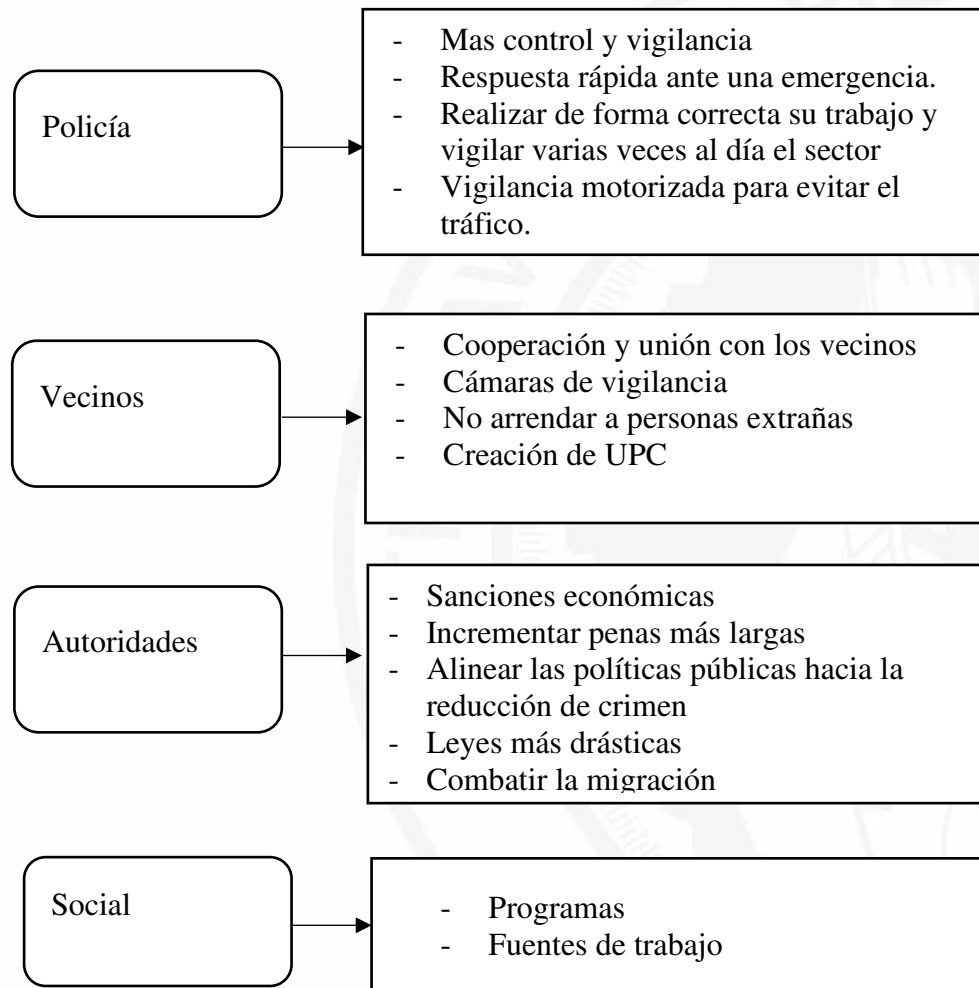 Policía
- Mas control y vigilancia
- Respuesta rápida ante una emergencia.
- Realizar de forma correcta su trabajo y
vigilar varias veces al día el sector
- Vigilancia motorizada para evitar el
tráfico.
Vecinos
- Cooperación y unión con los vecinos
- Cámaras de vigilancia
- No arrendar a personas extrañas
- Creación de UPC
Autoridades
- Sanciones económicas
- Incrementar penas más largas
- Alinear las políticas públicas hacia la
reducción de crimen
- Leyes más drásticas
- Combatir la migración
Social
- Programas
- Fuentes de trabajo